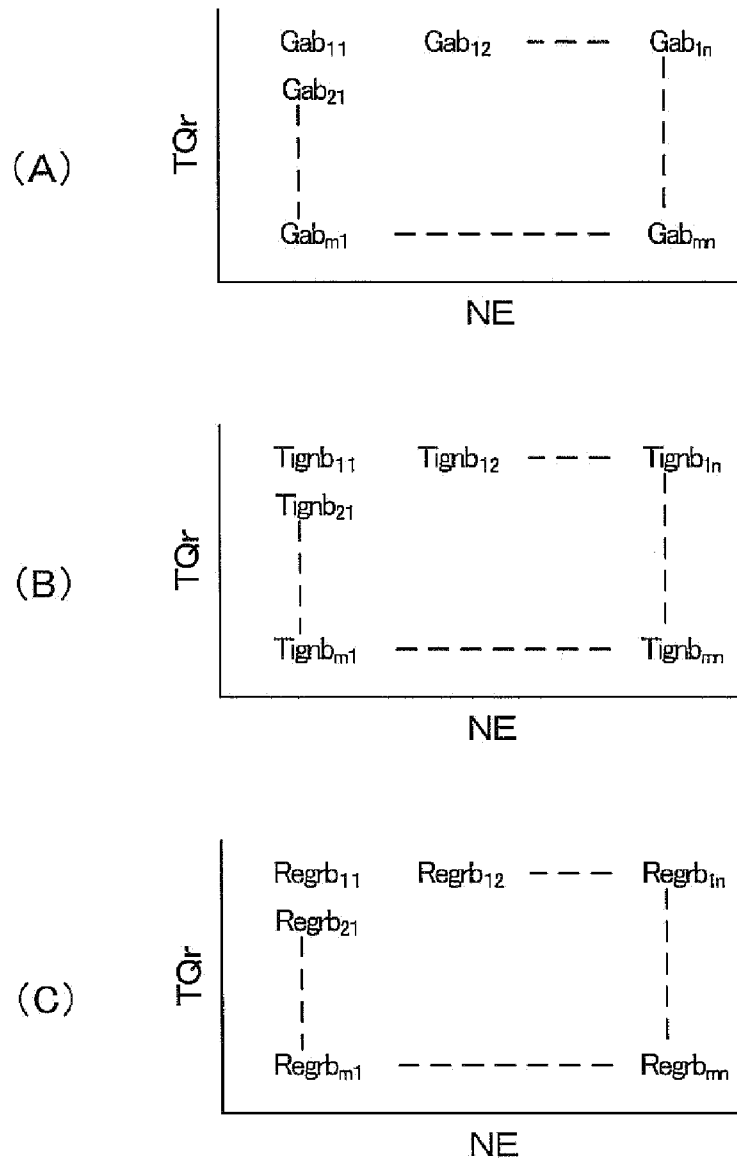 (A)
TQr
Gab₁₁ Gab₁₂ Gab₁ₙ
Gab₂₁
Gabₘ₁ Gabₘₙ
NE
(B)
TQr
Tignb₁₁ Tignb₁₂ Tignb₁ₙ
Tignb₂₁
Tignbₘ₁ Tignbₘₙ
NE
(C)
TQr
Regrb₁₁ Regrb₁₂ Regrb₁ₙ
Regrb₂₁
Regrbₘ₁ Regrbₘₙ
NE